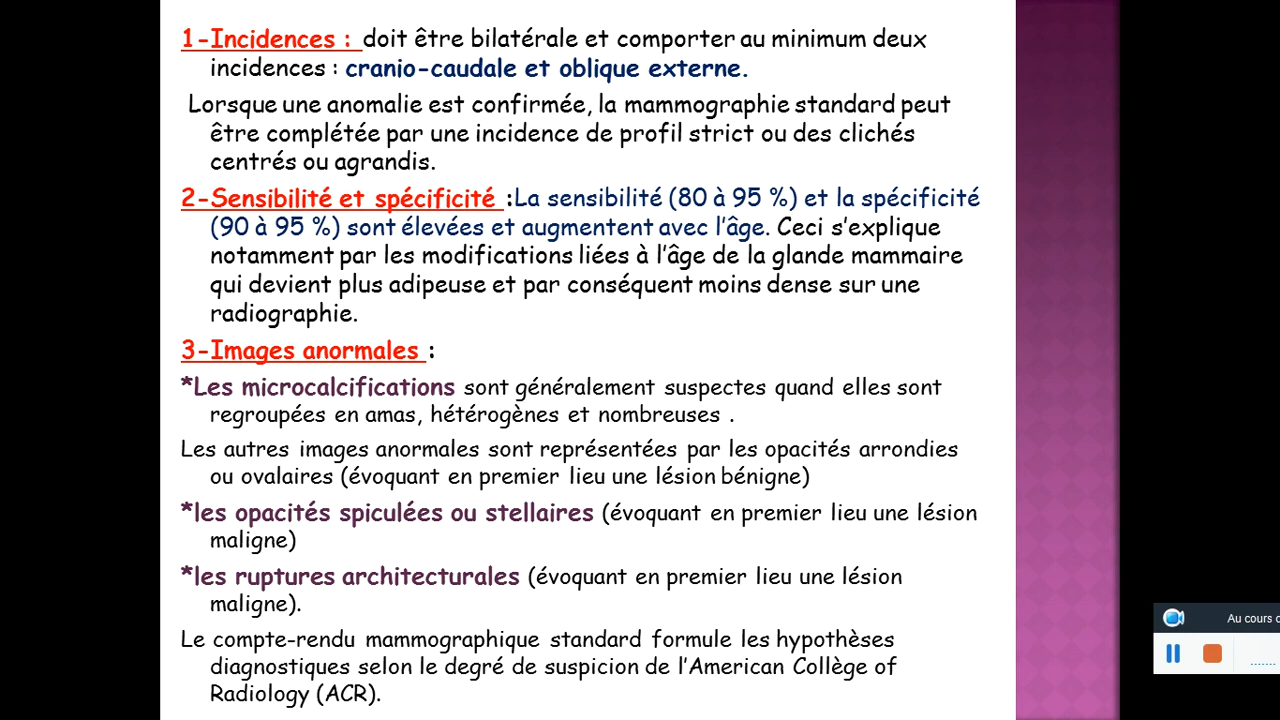 1-Incidences : doit être bilatérale et comporter au minimum deux
incidences : cranio-caudale et oblique externe.
Lorsque une anomalie est confirmée, la mammographie standard peut
être complétée par une incidence de profil strict ou des clichés
centrés ou agrandis.
2-Sensibilité et spécificité :La sensibilité (80 à 95 %) et la spécificité
(90 à 95 %) sont élevées et augmentent avec l’âge. Ceci s’explique
notamment par les modifications liées à l’âge de la glande mammaire
qui devient plus adipeuse et par conséquent moins dense sur une
radiographie.
3-Images anormales :
*Les microcalcifications sont généralement suspectes quand elles sont
regroupées en amas, hétérogènes et nombreuses .
Les autres images anormales sont représentées par les opacités arrondies
ou ovalaires (évoquant en premier lieu une lésion bénigne)
*les opacités spiculées ou stellaires (évoquant en premier lieu une lésion
maligne)
*les ruptures architecturales (évoquant en premier lieu une lésion
maligne).
Le compte-rendu mammographique standard formule les hypothèses
diagnostiques selon le degré de suspicion de l’American Collège of
Radiology (ACR).
Au cours